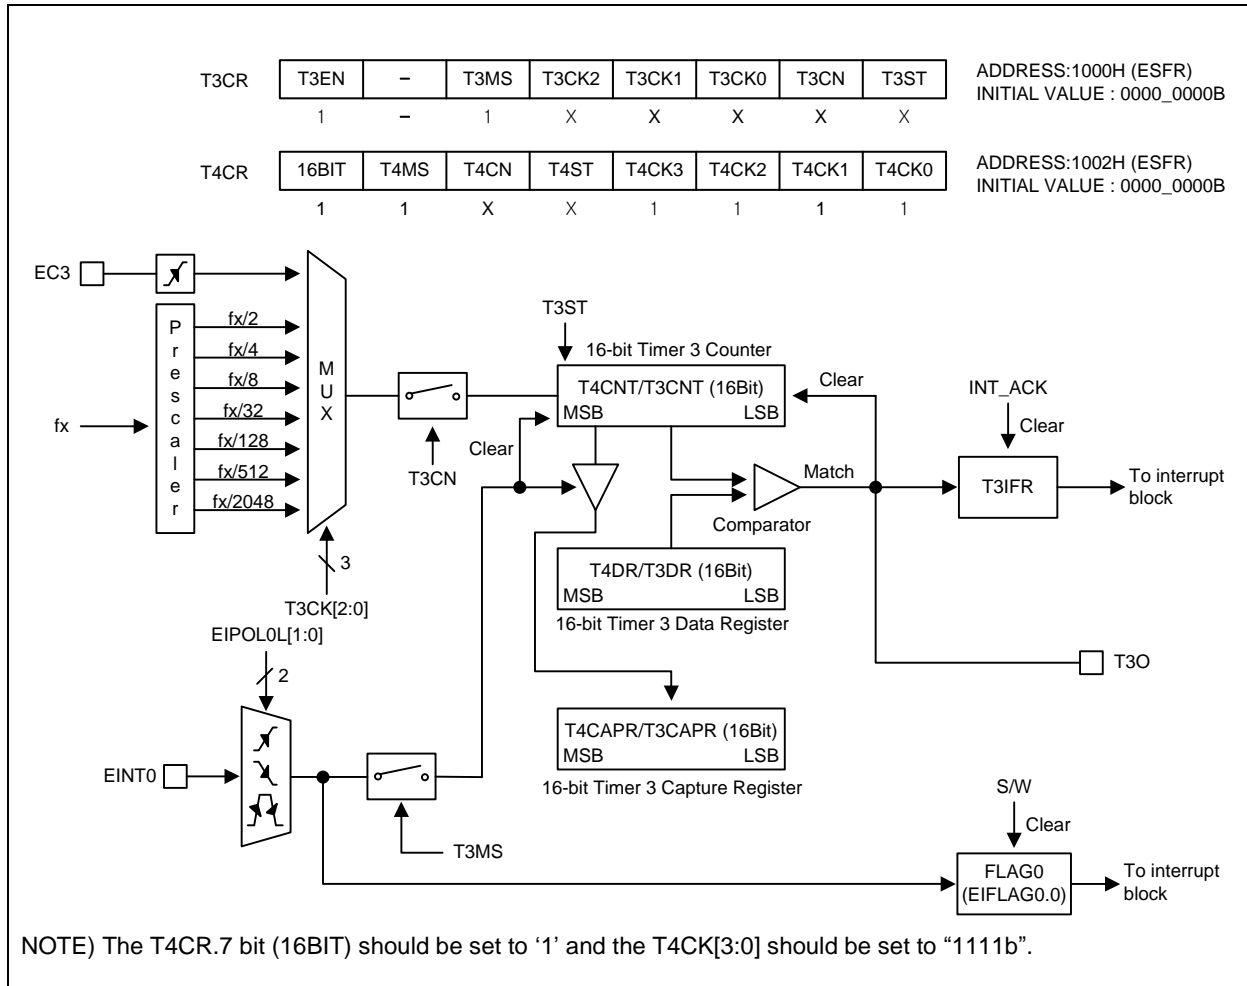 T3CR T3EN – T3MS T3CK2 T3CK1 T3CK0 T3CN T3ST ADDRESS:1000H (ESFR)
INITIAL VALUE : 0000_0000B
1 – 1 X X X X X
T4CR 16BIT T4MS T4CN T4ST T4CK3 T4CK2 T4CK1 T4CK0 ADDRESS:1002H (ESFR)
INITIAL VALUE : 0000_0000B
1 1 X X 1 1 1 1
EC3
Prescaler
fx
fx/2
fx/4
fx/8
fx/32
fx/128
fx/512
fx/2048
MUX
3
T3CK[2:0]
T3CN
T3ST
16-bit Timer 3 Counter
T4CNT/T3CNT (16Bit)
MSB LSB
Clear
Clear
Match
Comparator
INT_ACK
Clear
T3IFR
To interrupt
block
T4DR/T3DR (16Bit)
MSB LSB
16-bit Timer 3 Data Register
T3O
EIPOL0L[1:0]
2
EINT0
T3MS
T4CAPR/T3CAPR (16Bit)
MSB LSB
16-bit Timer 3 Capture Register
S/W
Clear
FLAG0
(EIFLAG0.0)
To interrupt
block
NOTE) The T4CR.7 bit (16BIT) should be set to ‘1’ and the T4CK[3:0] should be set to “1111b”.